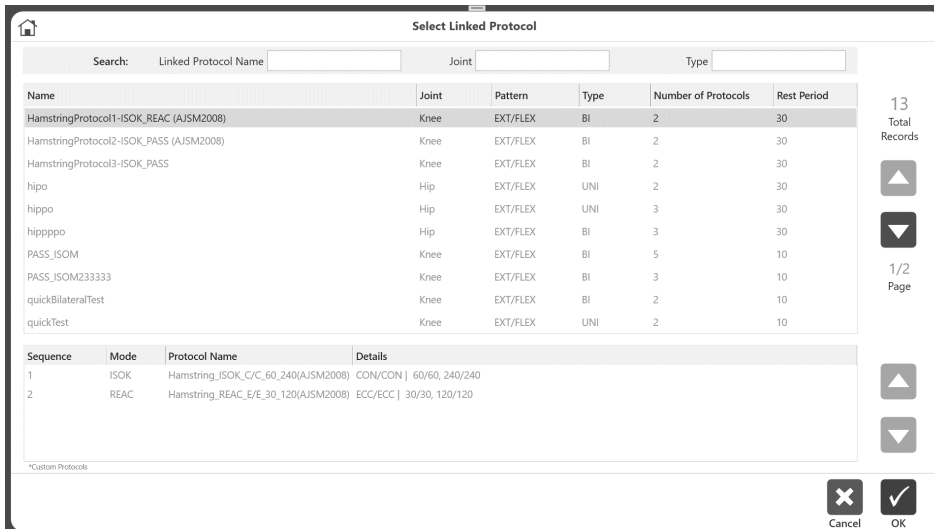 Select Linked Protocol
Search: Linked Protocol Name Joint Type
Name Joint Pattern Type Number of Protocols Rest Period
HamstringProtocol1-ISOK_REAC (AJSM2008) Knee EXT/FLEX BI 2 30
HamstringProtocol2-ISOK_PASS (AJSM2008) Knee EXT/FLEX BI 2 30
HamstringProtocol3-ISOK_PASS Knee EXT/FLEX BI 2 30
hipo Hip EXT/FLEX UNI 2 30
hippo Hip EXT/FLEX UNI 3 30
hippppo Hip EXT/FLEX BI 3 30
PASS_ISOM Knee EXT/FLEX BI 5 10
PASS_ISOM233333 Knee EXT/FLEX BI 3 10
quickBilateralTest Knee EXT/FLEX BI 2 10
quickTest Knee EXT/FLEX UNI 2 10
13
Total
Records
1/2
Page
Sequence Mode Protocol Name Details
1 ISOK Hamstring_ISOK_C/C_60_240(AJSM2008) CON/CON | 60/60, 240/240
2 REAC Hamstring_REAC_E/E_30_120(AJSM2008) ECC/ECC | 30/30, 120/120
*Custom Protocols
Cancel OK